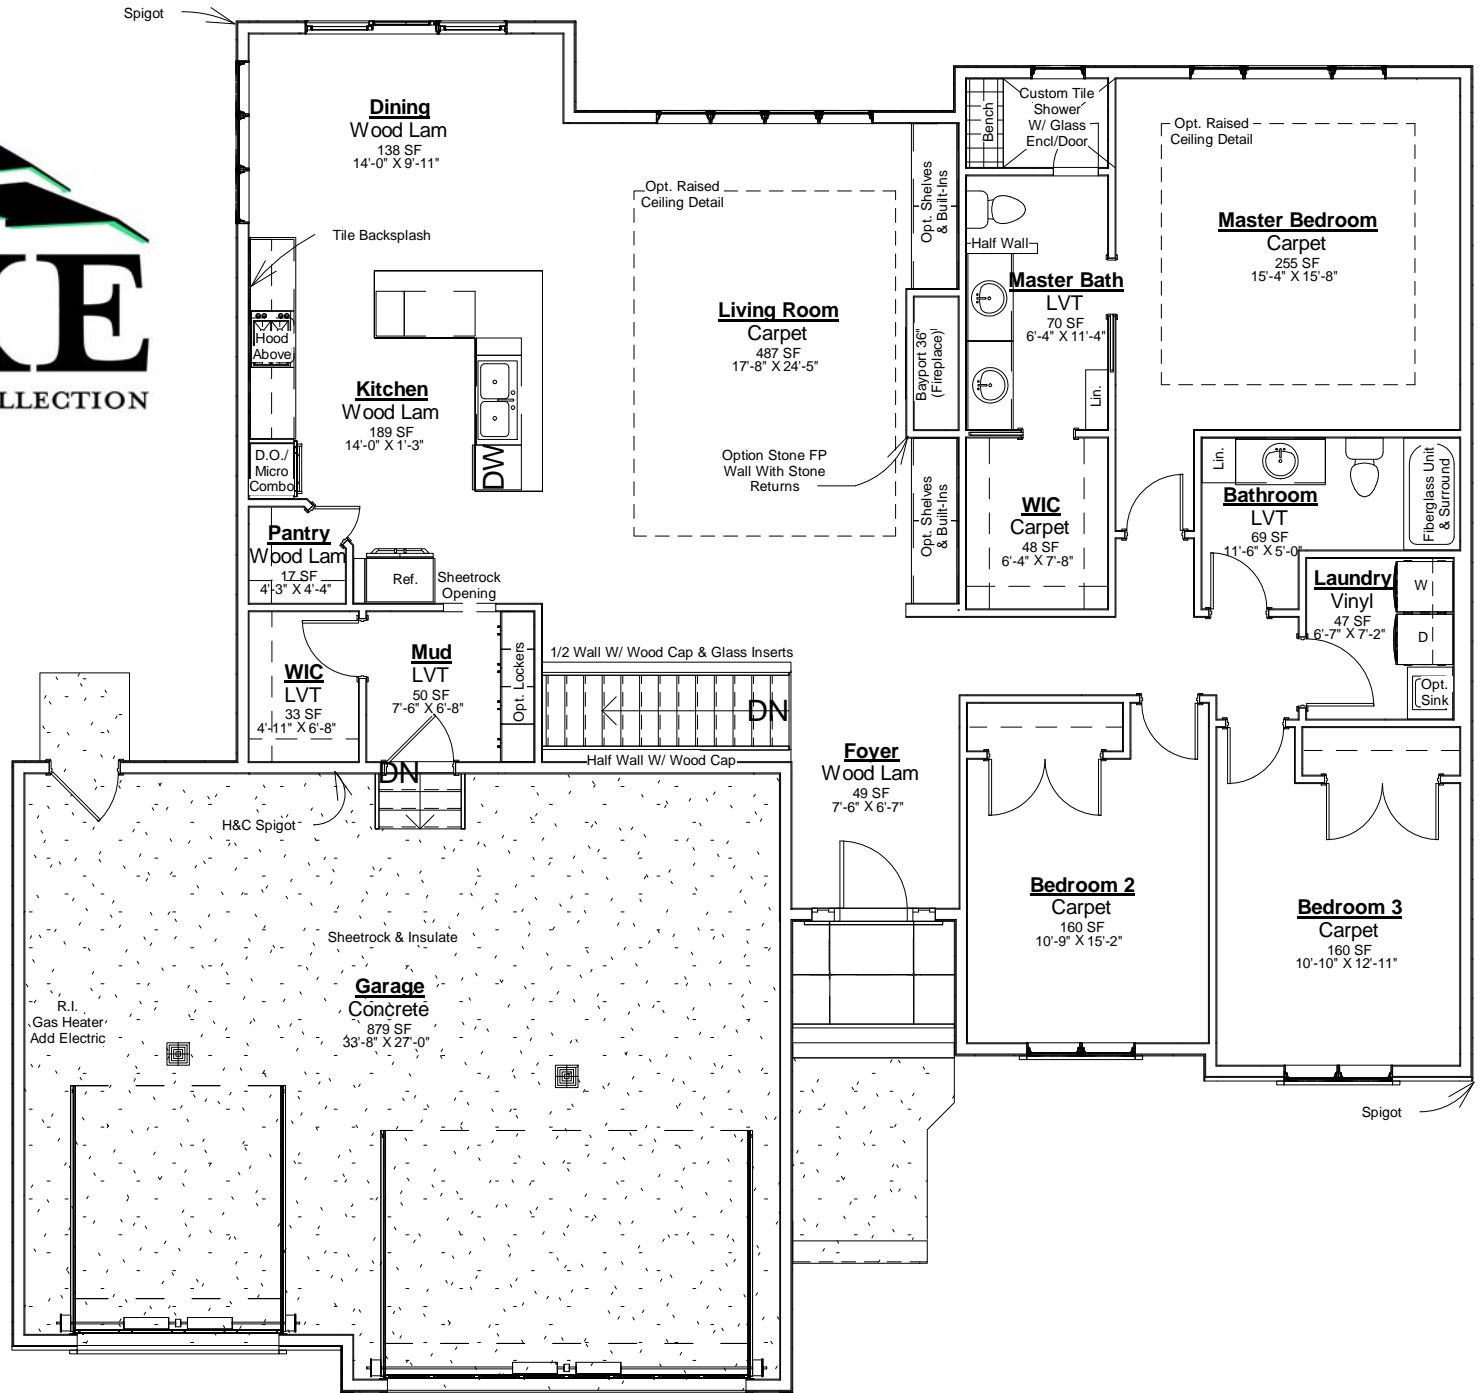 Spigot
KE
LLECTION
Dining
Wood Lam
138 SF
14'-0" X 9'-11"
Tile Backsplash
Hood
Above
Kitchen
Wood Lam
189 SF
14'-0" X 1'-3"
D.O./
Micro
Combo
DW
Pantry
Wood Lam
17 SF
4'-3" X 4'-4"
Ref.
Sheetrock
Opening
Opt. Raised
Ceiling Detail
Living Room
Carpet
487 SF
17'-8" X 24'-5"
Opt. Shelves
& Built-Ins
Bayport 36"
(Fireplace)
Option Stone FP
Wall With Stone
Returns
Opt. Shelves
& Built-Ins
Bench
Custom Tile
Shower
W/ Glass
Encl/Door
Half Wall
Master Bath
LVT
70 SF
6'-4" X 11'-4"
Lin.
WIC
Carpet
48 SF
6'-4" X 7'-8"
Opt. Raised
Ceiling Detail
Master Bedroom
Carpet
255 SF
15'-4" X 15'-8"
Lin.
Bathroom
LVT
69 SF
11'-6" X 5'-0"
Fiberglass Unit
& Surround
Laundry
Vinyl
47 SF
6'-7" X 7'-2"
W
D
Opt.
Sink
WIC
LVT
33 SF
4'-11" X 6'-8"
Mud
LVT
50 SF
7'-6" X 6'-8"
Opt. Lockers
1/2 Wall W/ Wood Cap & Glass Inserts
DN
Half Wall W/ Wood Cap
DN
Foyer
Wood Lam
49 SF
7'-6" X 6'-7"
H&C Spigot
Sheetrock & Insulate
Garage
Concrete
879 SF
33'-8" X 27'-0"
R.I.
Gas Heater
Add Electric
Bedroom 2
Carpet
160 SF
10'-9" X 15'-2"
Bedroom 3
Carpet
160 SF
10'-10" X 12'-11"
Spigot